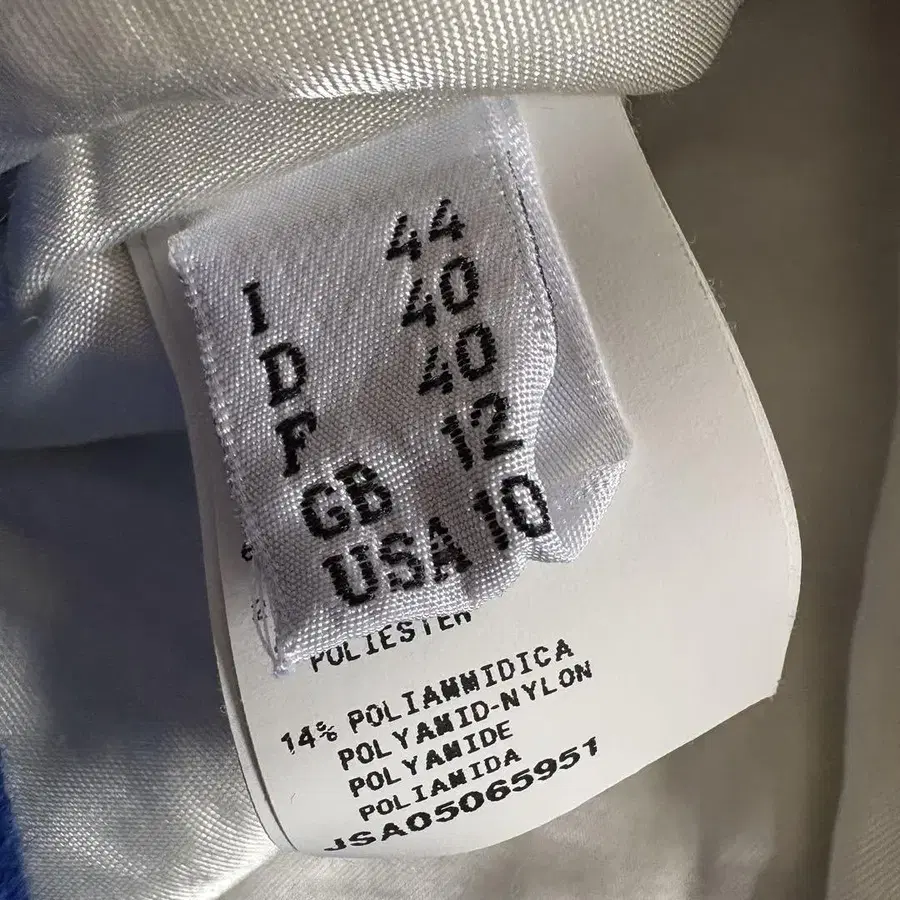 I 44
D 40
F 40
GB 12
USA 10
POLIESTER
14% POLIAMMIDICA
POLYAMID-NYLON
POLYAMIDE
POLIAMIDA
JSA05065951